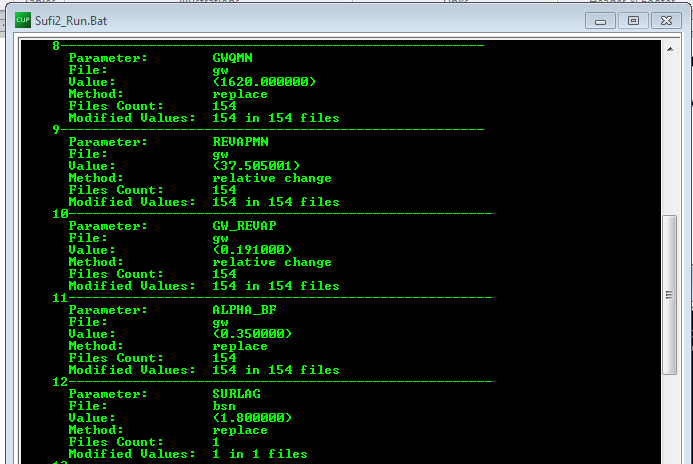 CUP Sufi2_Run.Bat
8
Parameter: GWQMN
File: gw
Value: (1620.000000)
Method: replace
Files Count: 154
Modified Values: 154 in 154 files
9
Parameter: REVAPMN
File: gw
Value: (37.505001)
Method: relative change
Files Count: 154
Modified Values: 154 in 154 files
10
Parameter: GW_REVAP
File: gw
Value: (0.191000)
Method: relative change
Files Count: 154
Modified Values: 154 in 154 files
11
Parameter: ALPHA_BF
File: gw
Value: (0.350000)
Method: replace
Files Count: 154
Modified Values: 154 in 154 files
12
Parameter: SURLAG
File: bsn
Value: (1.800000)
Method: replace
Files Count: 1
Modified Values: 1 in 1 files